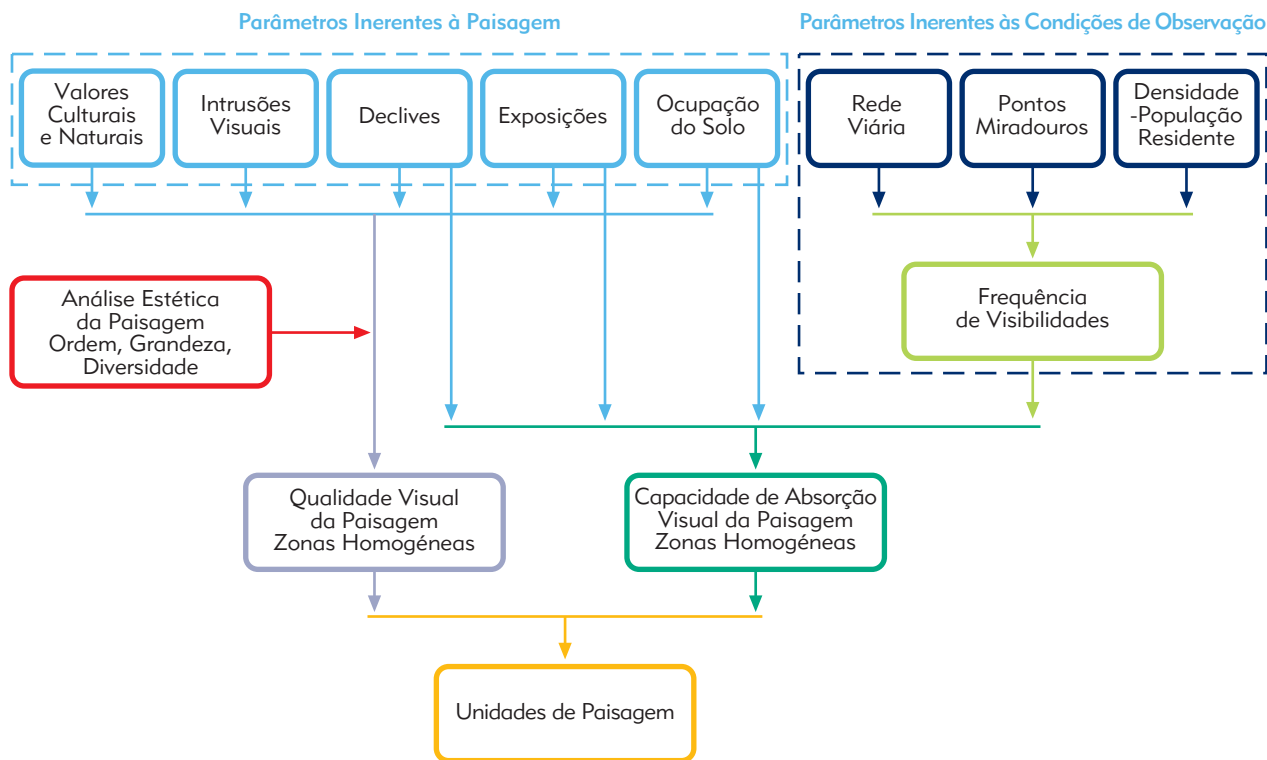 Parâmetros Inerentes à Paisagem
Parâmetros Inerentes às Condições de Observação
Valores
Culturais
e Naturais
Intrusões
Visuais
Declives
Exposições
Ocupação
do Solo
Rede
Viária
Pontos
Miradouros
Densidade
-População
Residente
Análise Estética
da Paisagem
Ordem, Grandeza,
Diversidade
Frequência
de Visibilidades
Qualidade Visual
da Paisagem
Zonas Homogéneas
Capacidade de Absorção
Visual da Paisagem
Zonas Homogéneas
Unidades de Paisagem